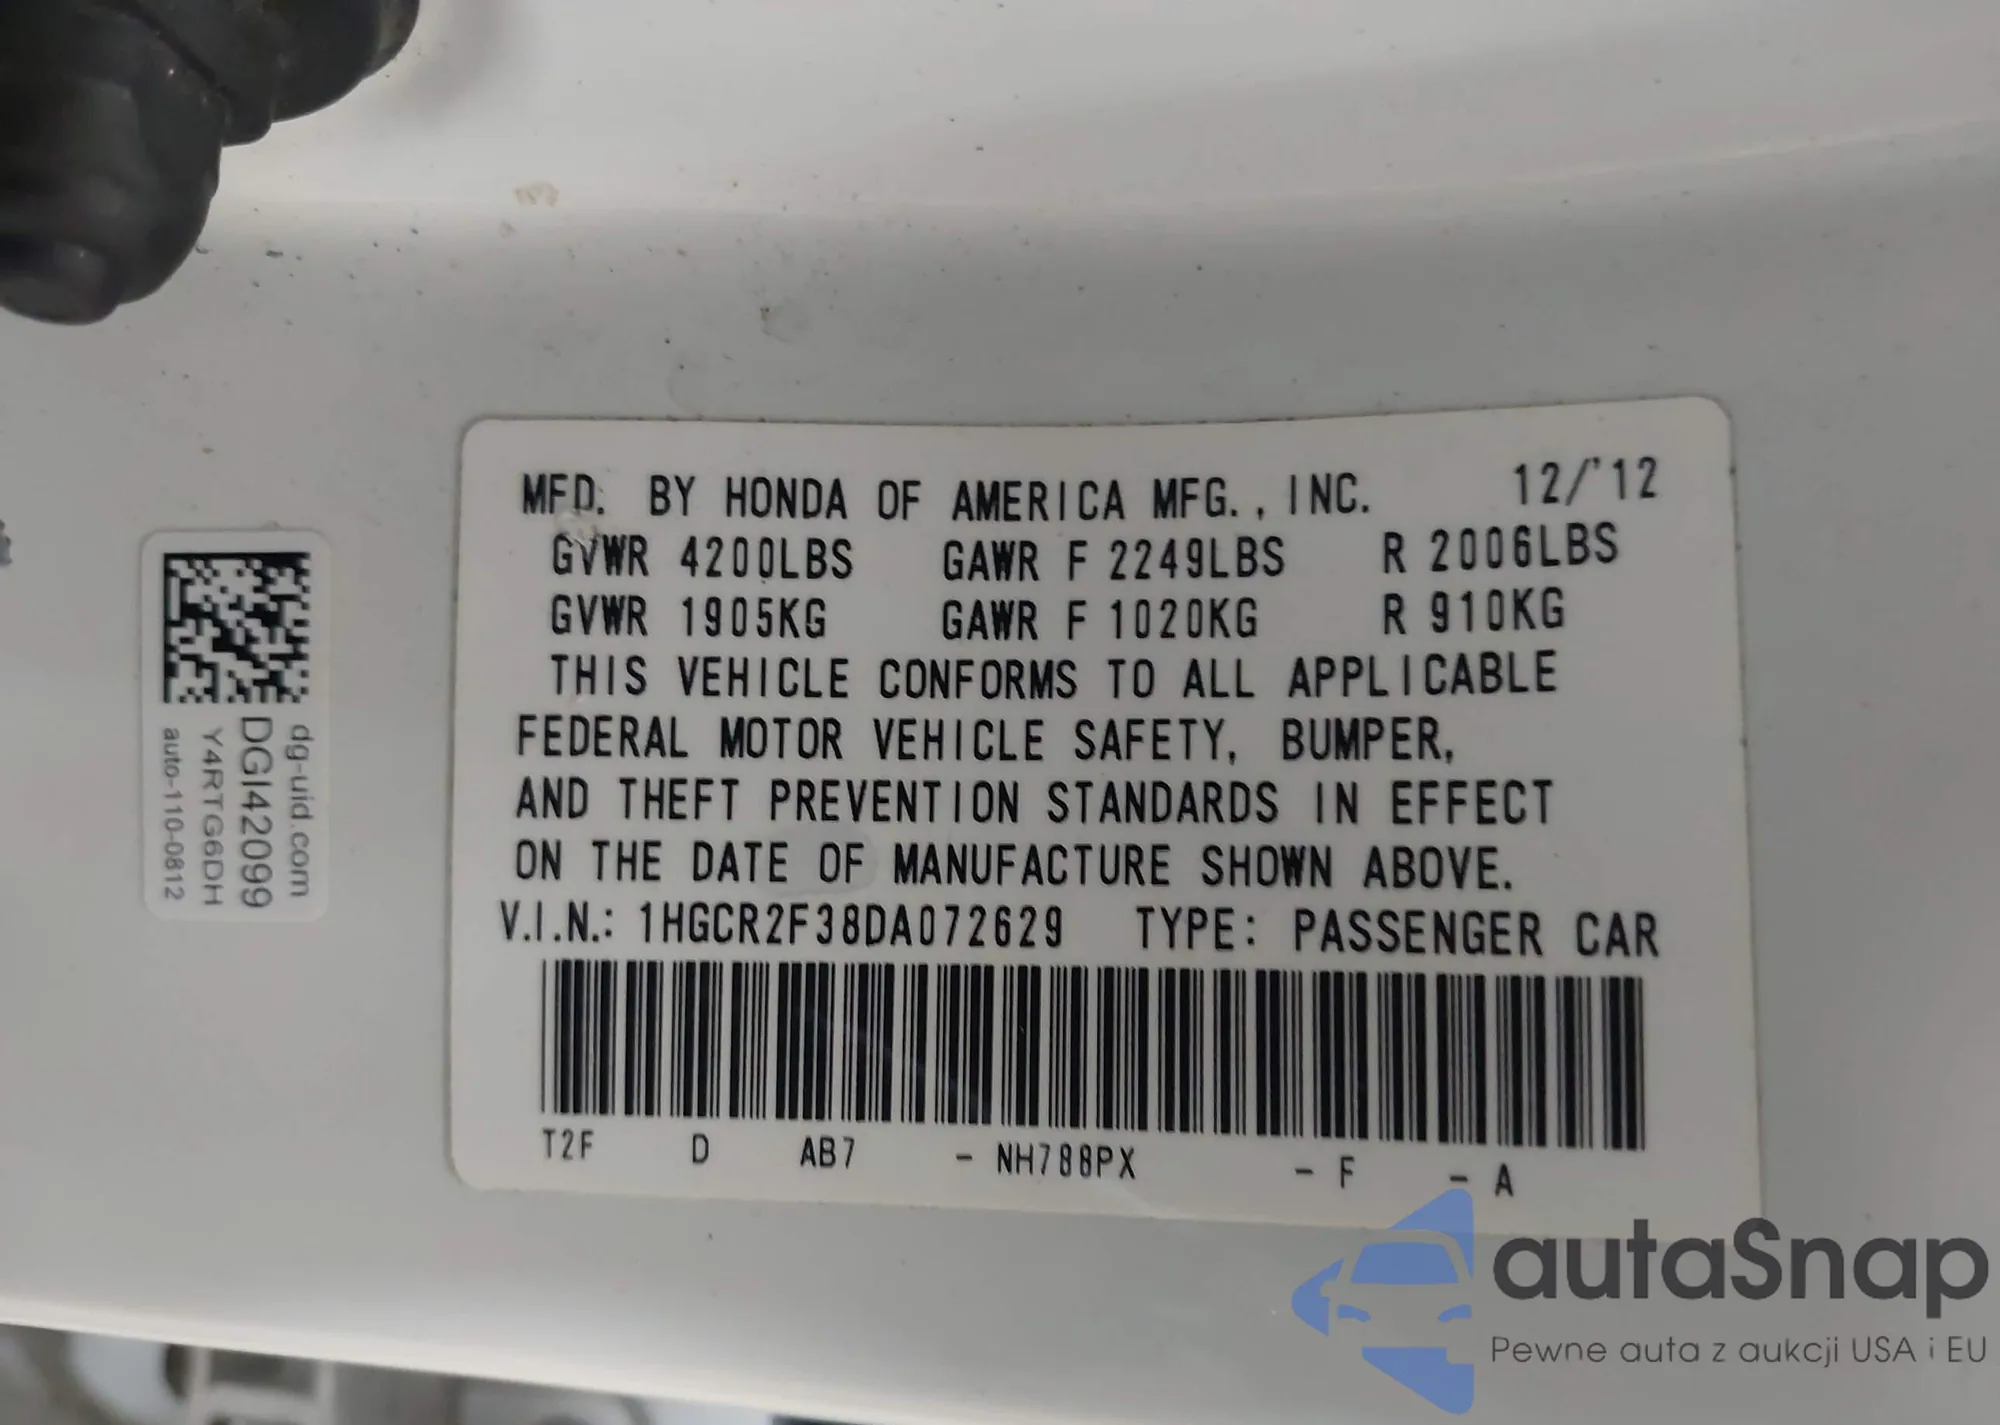 MFD. BY HONDA OF AMERICA MFG., INC. 12/'12
GVWR 4200LBS GAWR F 2249LBS R 2006LBS
GVWR 1905KG GAWR F 1020KG R 910KG
THIS VEHICLE CONFORMS TO ALL APPLICABLE
FEDERAL MOTOR VEHICLE SAFETY, BUMPER,
AND THEFT PREVENTION STANDARDS IN EFFECT
ON THE DATE OF MANUFACTURE SHOWN ABOVE.
V.I.N.: 1HGCR2F38DA072629 TYPE: PASSENGER CAR
T2F D AB7 - NH788PX - F - A
dg-uid.com
DGI420999
Y4RTG6DH
auto-110-0812
autaSnap
Pewne auta z aukcji USA i EU